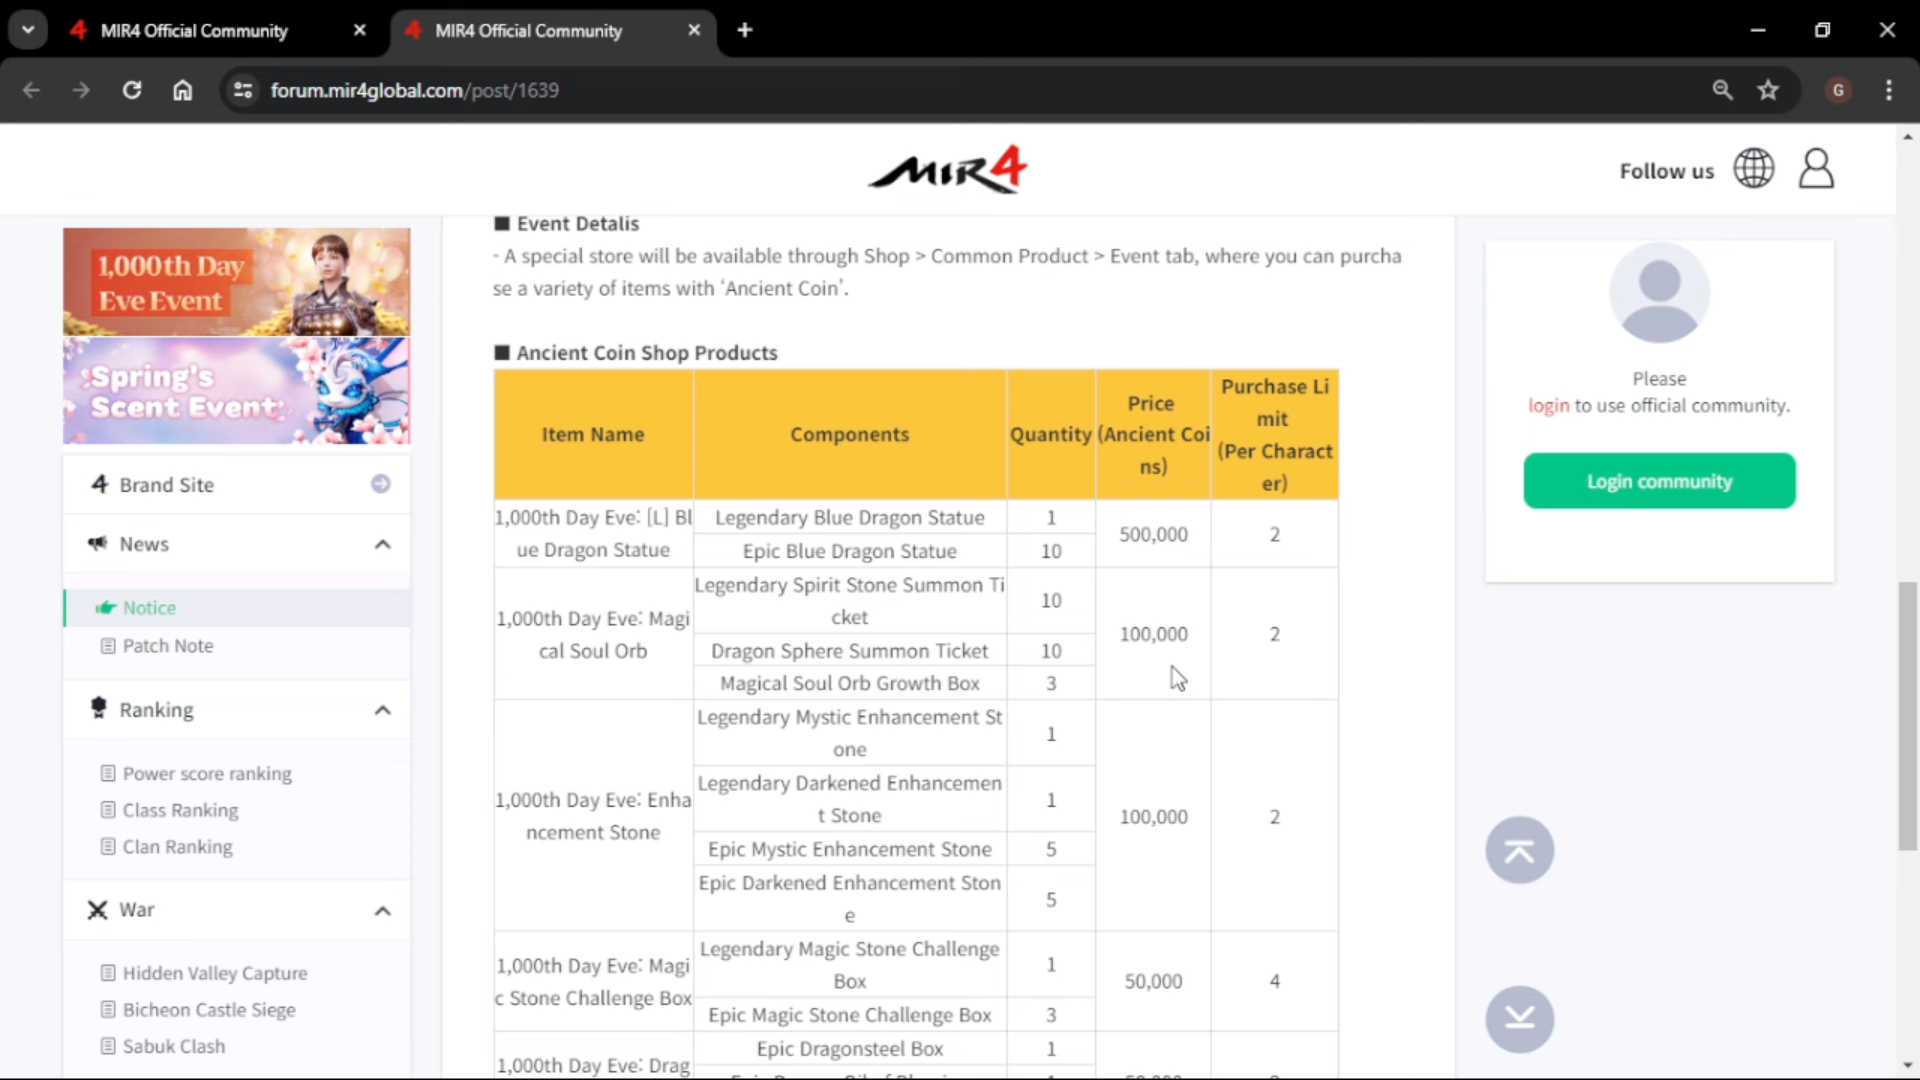 MIR4 Official Community
MIR4 Official Community
forum.mir4global.com/post/1639
G
MIR4
Follow us
1,000th Day
Eve Event
Spring's
Scent Event
Brand Site
News
Notice
Patch Note
Ranking
Power score ranking
Class Ranking
Clan Ranking
War
Hidden Valley Capture
Bicheon Castle Siege
Sabuk Clash
■ Event Detalis
- A special store will be available through Shop > Common Product > Event tab, where you can purcha
se a variety of items with ‘Ancient Coin’.
■ Ancient Coin Shop Products
Item Name
Components
Quantity
Price
(Ancient Coi
ns)
Purchase Li
mit
(Per Charact
er)
1,000th Day Eve: [L] Bl
ue Dragon Statue
Legendary Blue Dragon Statue
1
Epic Blue Dragon Statue
10
500,000
2
1,000th Day Eve: Magi
cal Soul Orb
Legendary Spirit Stone Summon Ti
cket
10
Dragon Sphere Summon Ticket
10
Magical Soul Orb Growth Box
3
100,000
2
1,000th Day Eve: Enha
ncement Stone
Legendary Mystic Enhancement St
one
1
Legendary Darkened Enhancemen
t Stone
1
Epic Mystic Enhancement Stone
5
Epic Darkened Enhancement Ston
e
5
100,000
2
1,000th Day Eve: Magi
c Stone Challenge Box
Legendary Magic Stone Challenge
Box
1
Epic Magic Stone Challenge Box
3
50,000
4
1,000th Day Eve: Drag
Epic Dragonsteel Box
1
Please
login to use official community.
Login community